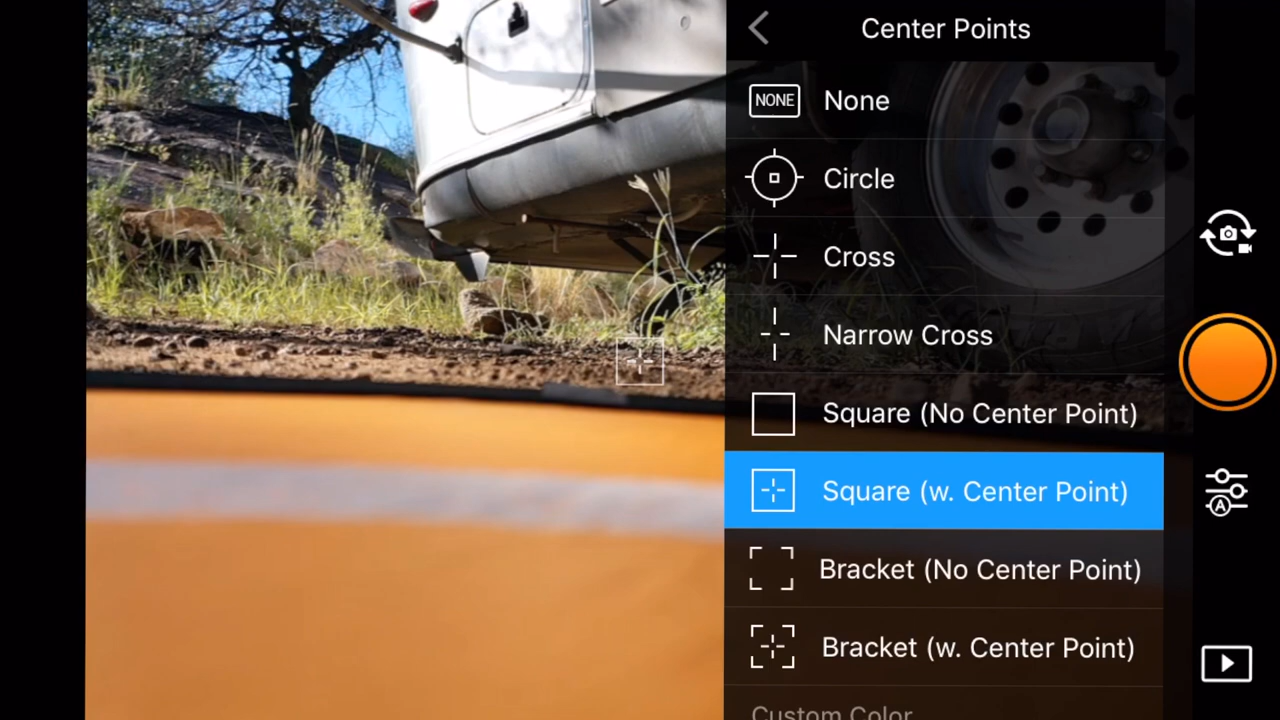 Center Points
NONE None
Circle
Cross
Narrow Cross
Square (No Center Point)
Square (w. Center Point)
Bracket (No Center Point)
Bracket (w. Center Point)
Custom Color
A